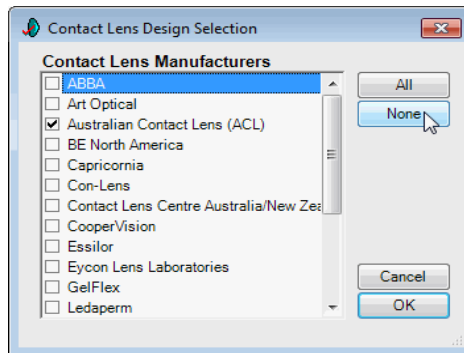 Contact Lens Design Selection
Contact Lens Manufacturers
ABBA
Art Optical
Australian Contact Lens (ACL)
BE North America
Capricornia
Con-Lens
Contact Lens Centre Australia/New Zea
CooperVision
Essilor
Eycon Lens Laboratories
GelFlex
Ledaperm
All
None
Cancel
OK